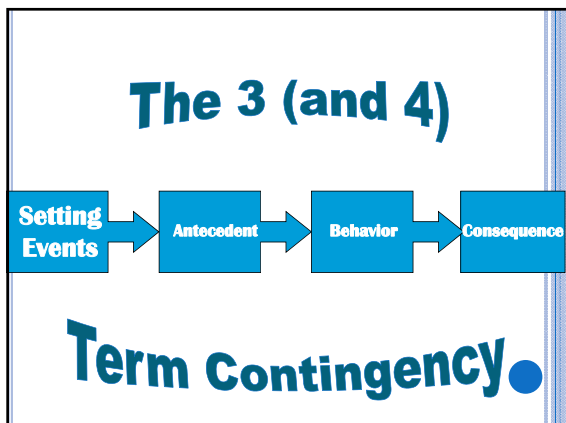 The 3 (and 4)
Setting
Events
Antecedent
Behavior
Consequence
Term Contingency